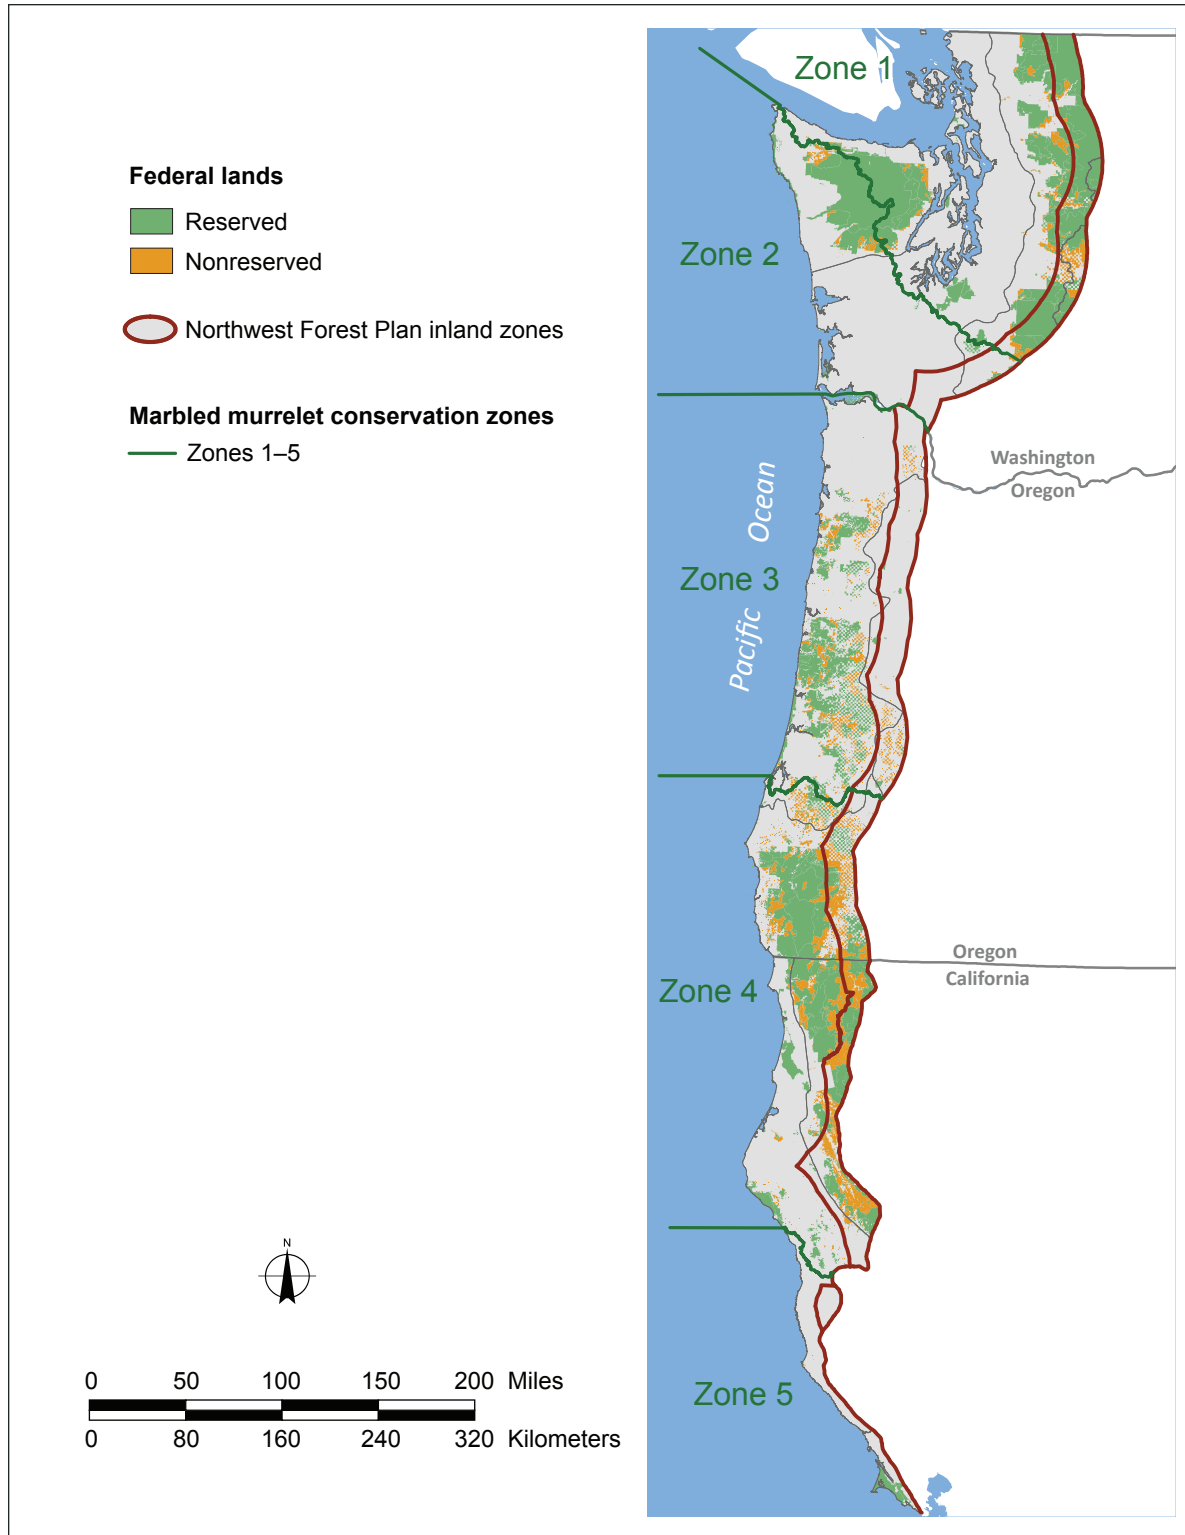 Federal lands
Reserved
Nonreserved
Northwest Forest Plan inland zones
Marbled murrelet conservation zones
Zones 1–5
Zone 1
Zone 2
Washington
Oregon
Pacific Ocean
Zone 3
Oregon
California
Zone 4
Zone 5
N
0 50 100 150 200 Miles
0 80 160 240 320 Kilometers